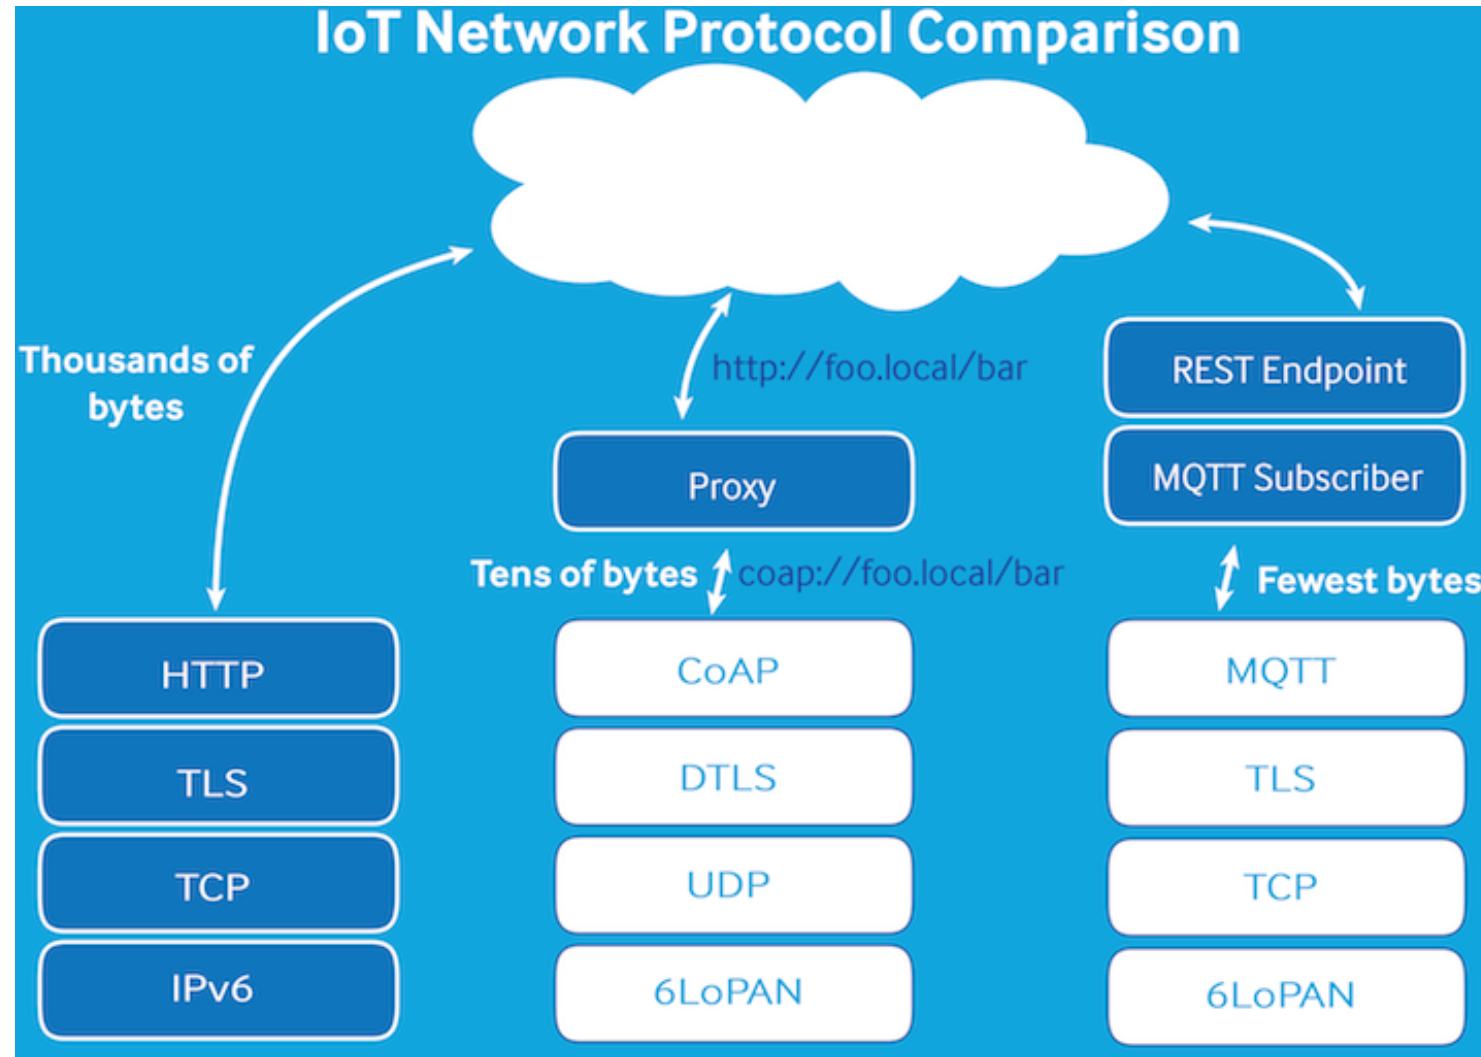 IoT Network Protocol Comparison
Thousands of
bytes
http://foo.local/bar
REST Endpoint
MQTT Subscriber
Proxy
Tens of bytes
coap://foo.local/bar
Fewest bytes
HTTP
TLS
TCP
IPv6
CoAP
DTLS
UDP
6LoPAN
MQTT
TLS
TCP
6LoPAN